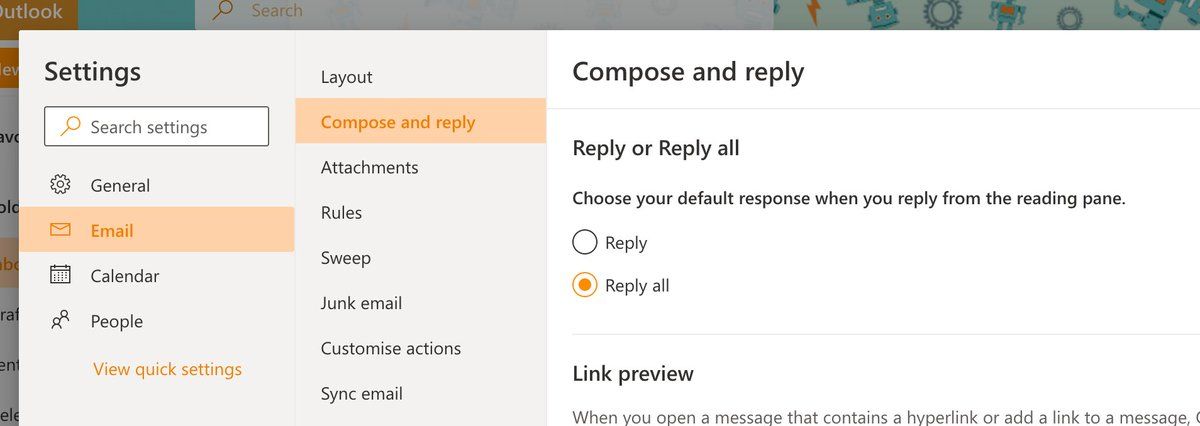 Outlook
Search
Settings
Search settings
General
Email
Calendar
People
View quick settings
Layout
Compose and reply
Attachments
Rules
Sweep
Junk email
Customise actions
Sync email
Compose and reply
Reply or Reply all
Choose your default response when you reply from the reading pane.
Reply
Reply all
Link preview
When you open a message that contains a hyperlink or add a link to a message,